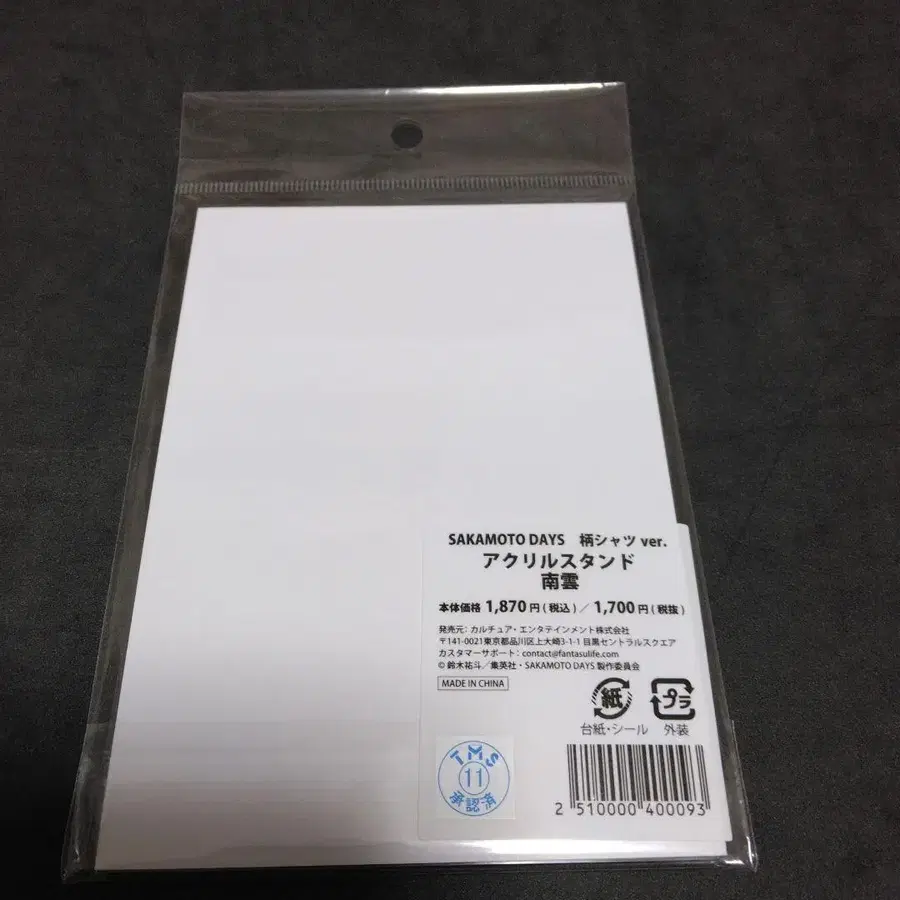 SAKAMOTO DAYS 柄シャツ ver.
アクリルスタンド
南雲
本体価格 1,870 円 ( 税込 ) ／ 1,700 円 ( 税抜 )
発売元：カルチュア・エンタテインメント株式会社
〒141-0021東京都品川区上大崎3-1-1 目黒セントラルスクエア
カスタマーサポート：contact@fantasulife.com
© 鈴木祐斗／集英社・SAKAMOTO DAYS 製作委員会
MADE IN CHINA
紙 プラ
台紙・シール 外装
TMS
11
承認済
2 510000 400093